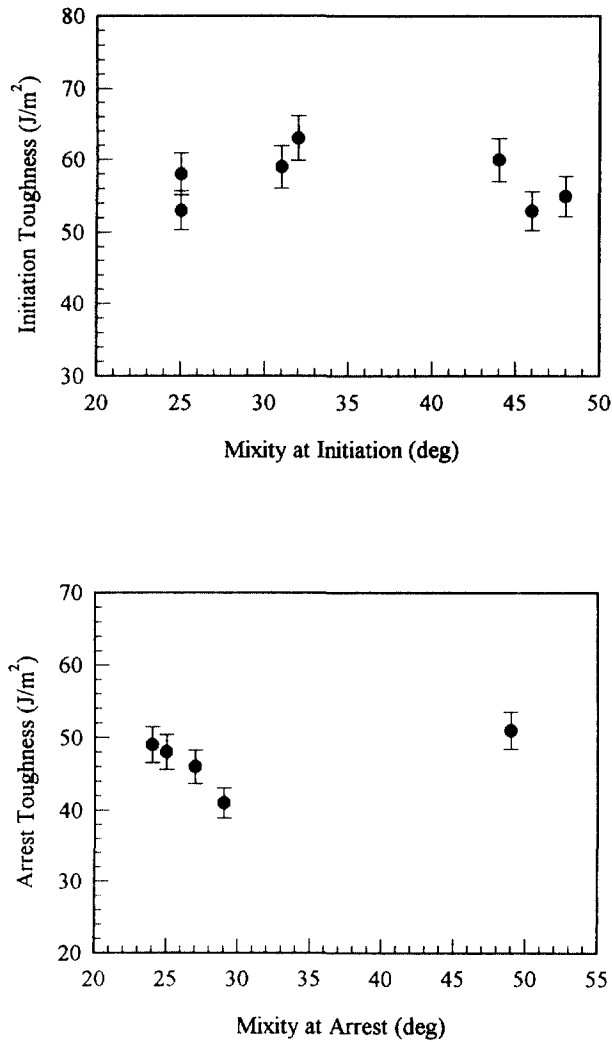 80
70
60
50
40
30
Initiation Toughness (J/m²)
20 25 30 35 40 45 50
Mixity at Initiation (deg)
70
60
50
40
30
20
Arrest Toughness (J/m²)
20 25 30 35 40 45 50 55
Mixity at Arrest (deg)